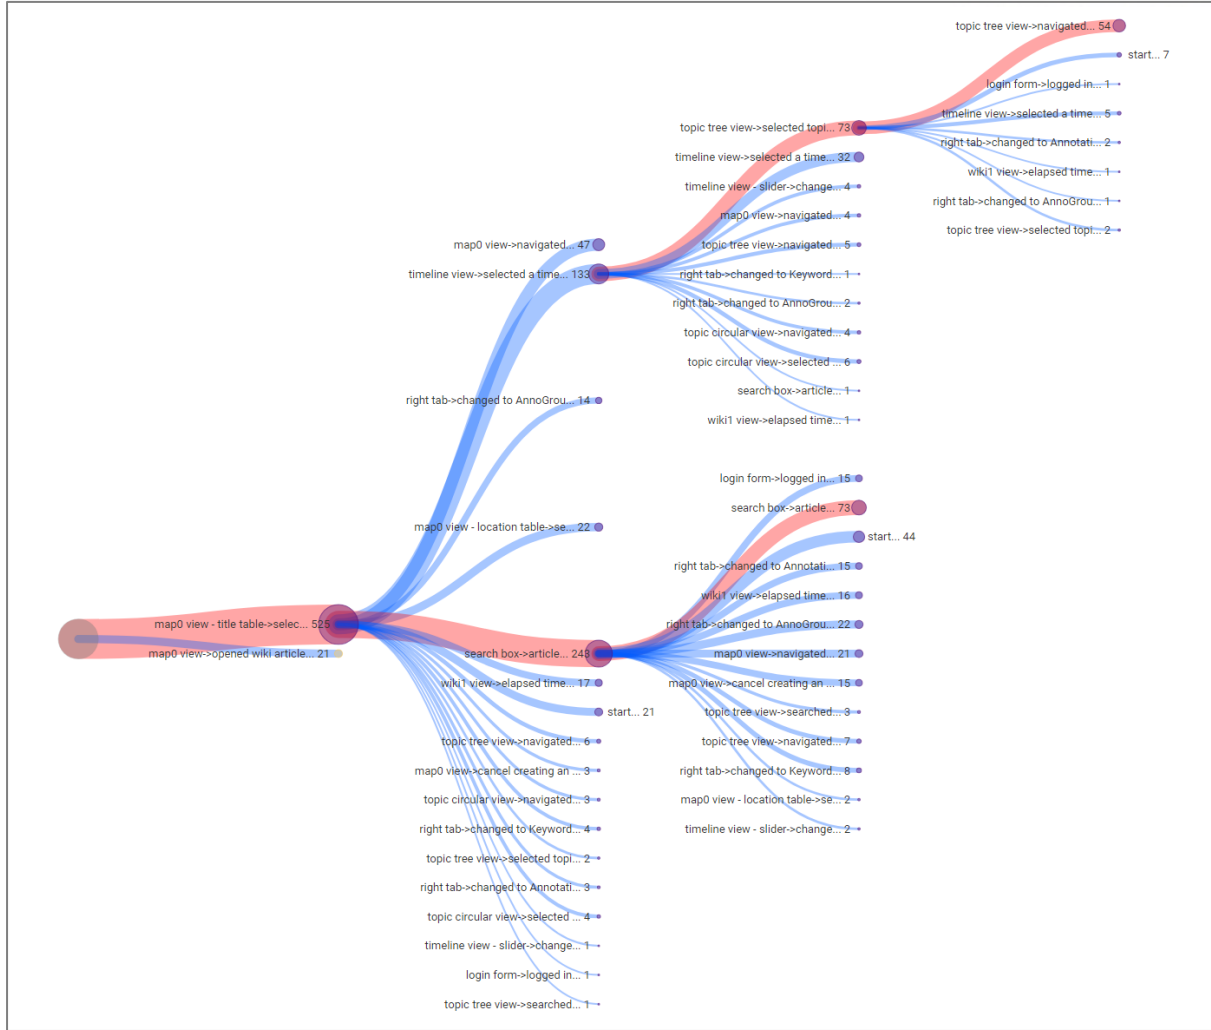 topic tree view->navigated... 54
start... 7
login form->logged in... 1
timeline view->selected a time... 5
right tab->changed to Annotati... 2
wiki1 view->elapsed time... 1
right tab->changed to AnnoGrou... 1
topic tree view->selected topi... 2
topic tree view->selected topi... 73
timeline view->selected a time... 32
timeline view - slider->change... 4
map0 view->navigated... 4
topic tree view->navigated... 5
right tab->changed to Keyword... 1
right tab->changed to AnnoGrou... 2
topic circular view->navigated... 4
topic circular view->selected ... 6
search box->article... 1
wiki1 view->elapsed time... 1
map0 view->navigated... 47
timeline view->selected a time... 133
right tab->changed to AnnoGrou... 14
map0 view - location table->se... 22
login form->logged in... 15
search box->article... 73
start... 44
right tab->changed to Annotati... 15
wiki1 view->elapsed time... 16
right tab->changed to AnnoGrou... 22
map0 view->navigated... 21
map0 view->cancel creating an ... 15
topic tree view->searched... 3
topic tree view->navigated... 7
right tab->changed to Keyword... 8
map0 view - location table->se... 2
timeline view - slider->change... 2
map0 view - title table->selec... 525
map0 view->opened wiki article... 21
search box->article... 243
wiki1 view->elapsed time... 17
start... 21
topic tree view->navigated... 6
map0 view->cancel creating an ... 3
topic circular view->navigated... 3
right tab->changed to Keyword... 4
topic tree view->selected topi... 2
right tab->changed to Annotati... 3
topic circular view->selected ... 4
timeline view - slider->change... 1
login form->logged in... 1
topic tree view->searched... 1